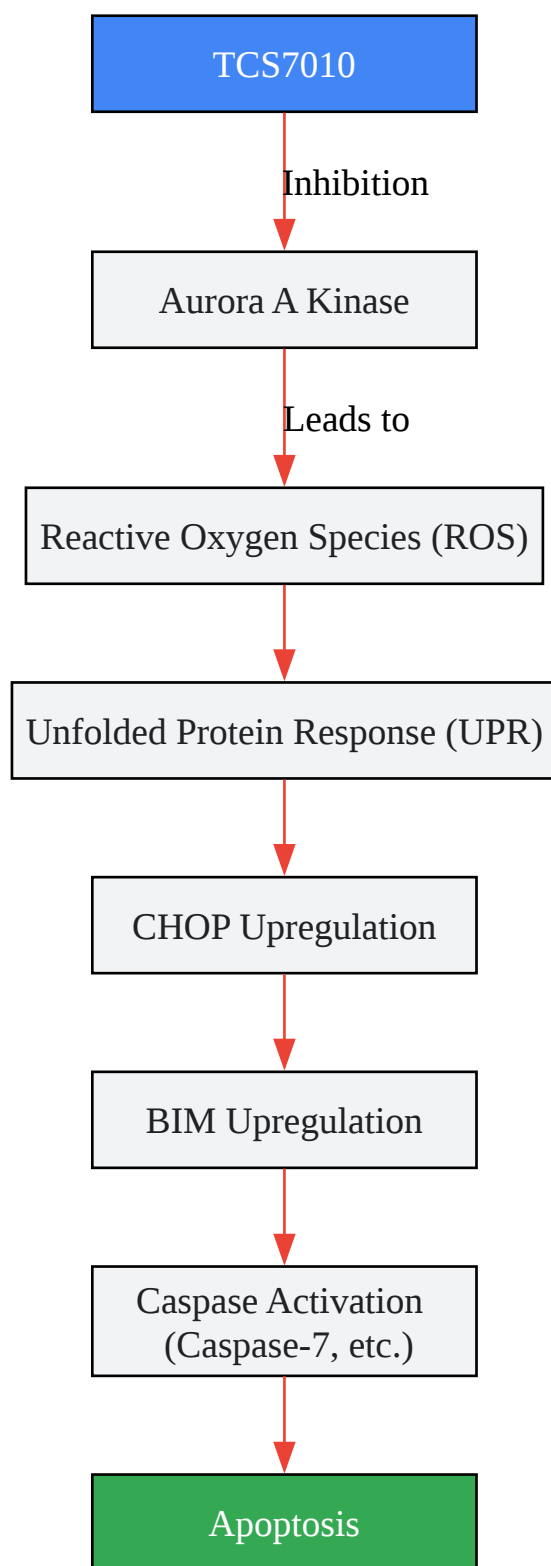 TCS7010
Inhibition
Aurora A Kinase
Leads to
Reactive Oxygen Species (ROS)
Unfolded Protein Response (UPR)
CHOP Upregulation
BIM Upregulation
Caspase Activation
(Caspase-7, etc.)
Apoptosis